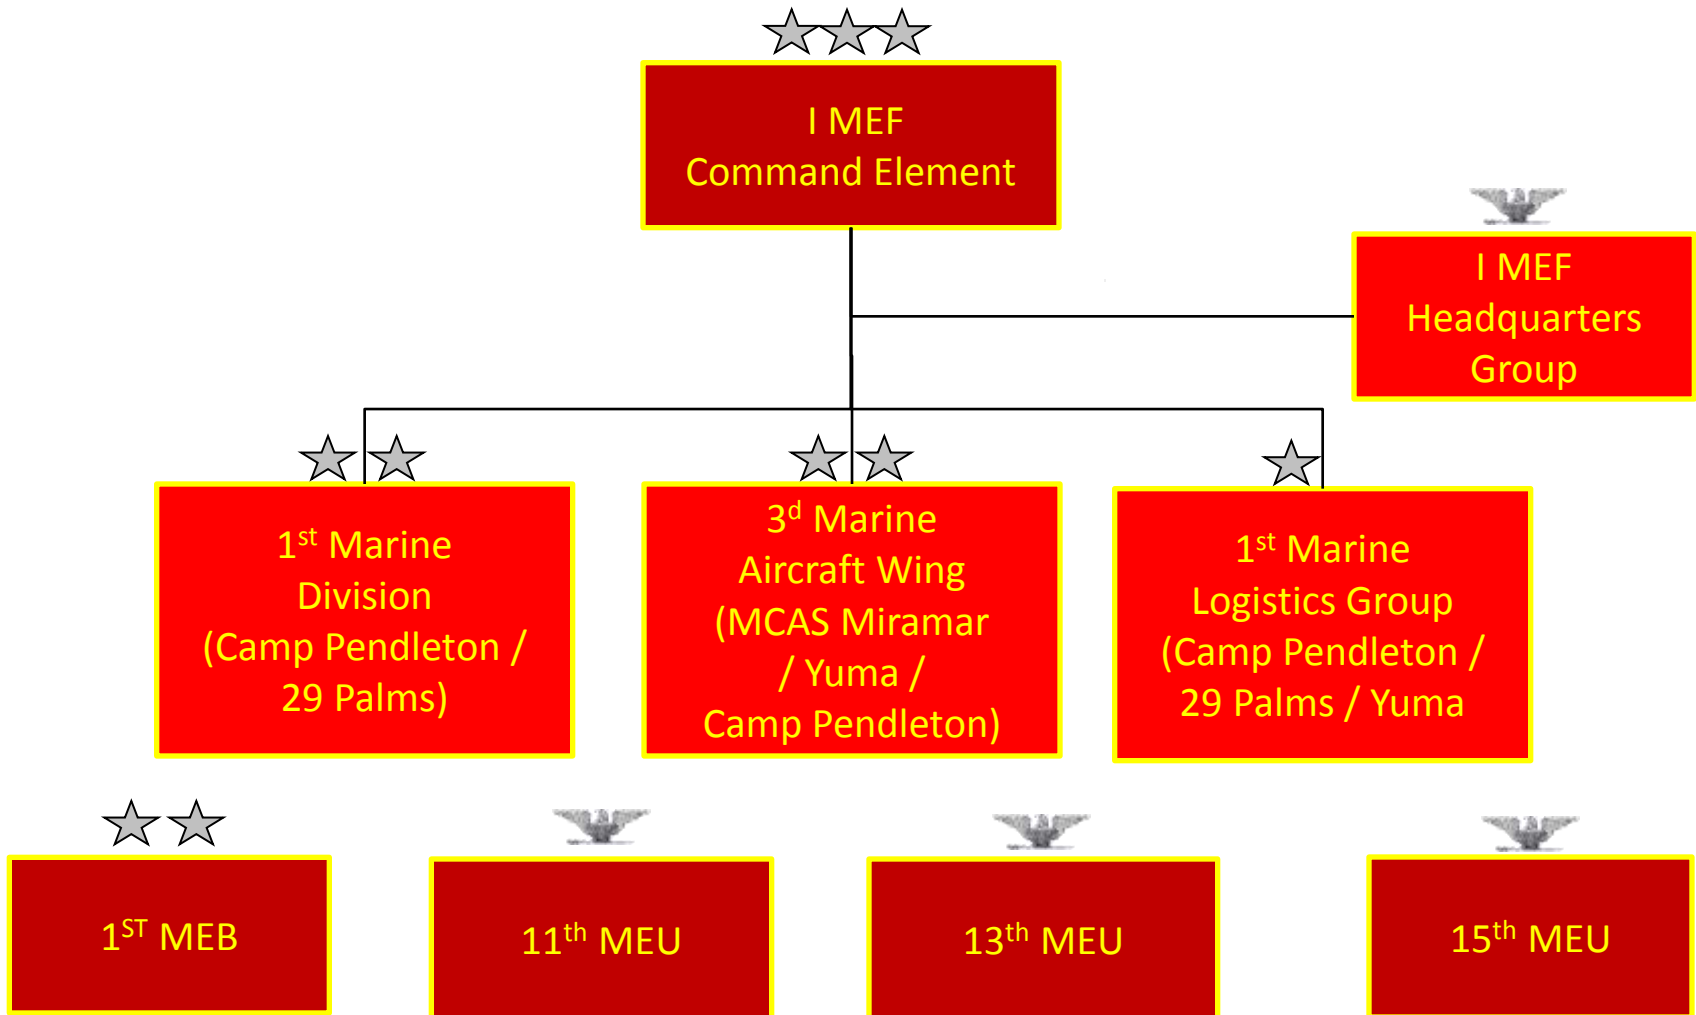 I MEF
Command Element
I MEF
Headquarters
Group
1st Marine
Division
(Camp Pendleton /
29 Palms)
3d Marine
Aircraft Wing
(MCAS Miramar
/ Yuma /
Camp Pendleton)
1st Marine
Logistics Group
(Camp Pendleton /
29 Palms / Yuma
1ST MEB
11th MEU
13th MEU
15th MEU